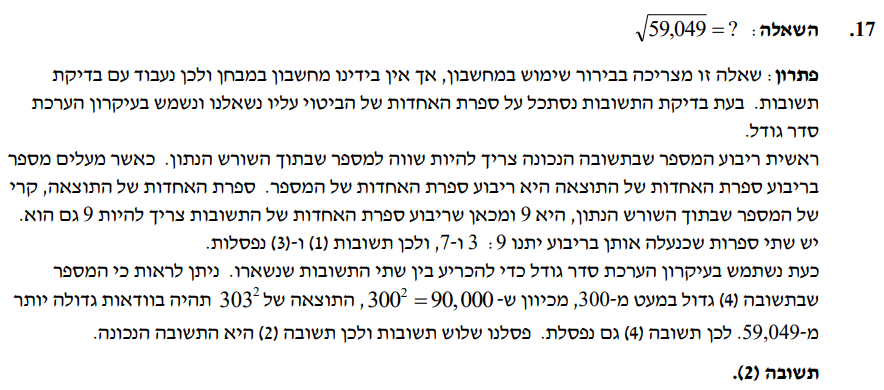 17. השאלה: √59,049 = ?
פתרון: שאלה זו מצריכה בבירור שימוש במחשבון, אך אין בידינו מחשבון במבחן ולכן נעבוד עם בדיקת
תשובות. בעת בדיקת התשובות נסתכל על ספרת האחדות של הביטוי עליו נשאלנו ונשמש בעיקרון הערכת
סדר גודל.
ראשית ריבוע המספר שבתשובה הנכונה צריך להיות שווה למספר שבתוך השורש הנתון. כאשר מעלים מספר
בריבוע ספרת האחדות של התוצאה היא ריבוע ספרת האחדות של המספר. ספרת האחדות של התוצאה, קרי
של המספר שבתוך השורש הנתון, היא 9 ומכאן שריבוע ספרת האחדות של התשובות צריך להיות 9 גם הוא.
יש שתי ספרות שכנעלה אותן בריבוע יתנו 9: 3 ו-7, ולכן תשובות (1) ו-(3) נפסלות.
כעת נשתמש בעיקרון הערכת סדר גודל כדי להכריע בין שתי התשובות שנשארו. ניתן לראות כי המספר
שבתשובה (4) גדול במעט מ-300, מכיוון ש- 300² = 90,000, התוצאה של 303² תהיה בוודאות גדולה יותר
מ-59,049. לכן תשובה (4) גם נפסלת. פסלנו שלוש תשובות ולכן תשובה (2) היא התשובה הנכונה.
תשובה (2).